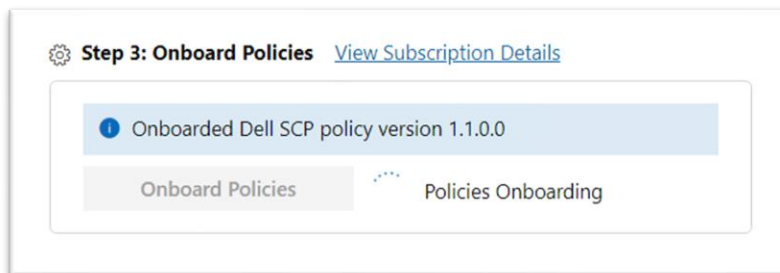 Step 3: Onboard Policies View Subscription Details
Onboarded Dell SCP policy version 1.1.0.0
Onboard Policies Policies Onboarding